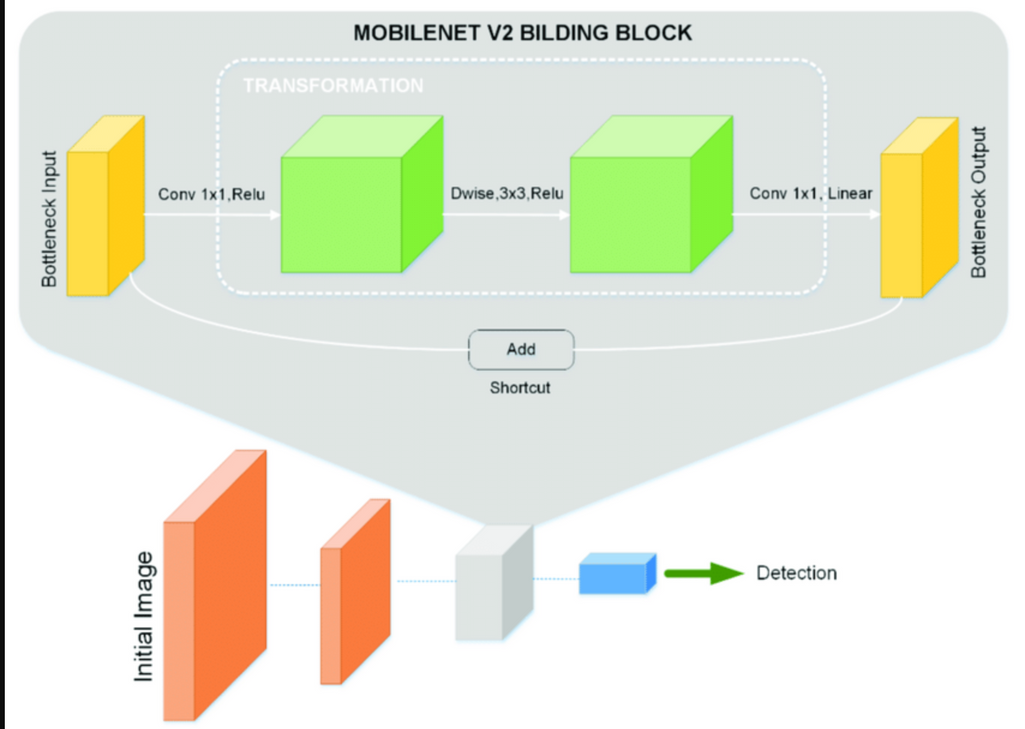 MOBILENET V2 BILDING BLOCK
TRANSFORMATION
Bottleneck Input
Conv 1x1,Relu
Dwise,3x3,Relu
Conv 1x1, Linear
Bottleneck Output
Add
Shortcut
Initial Image
Detection